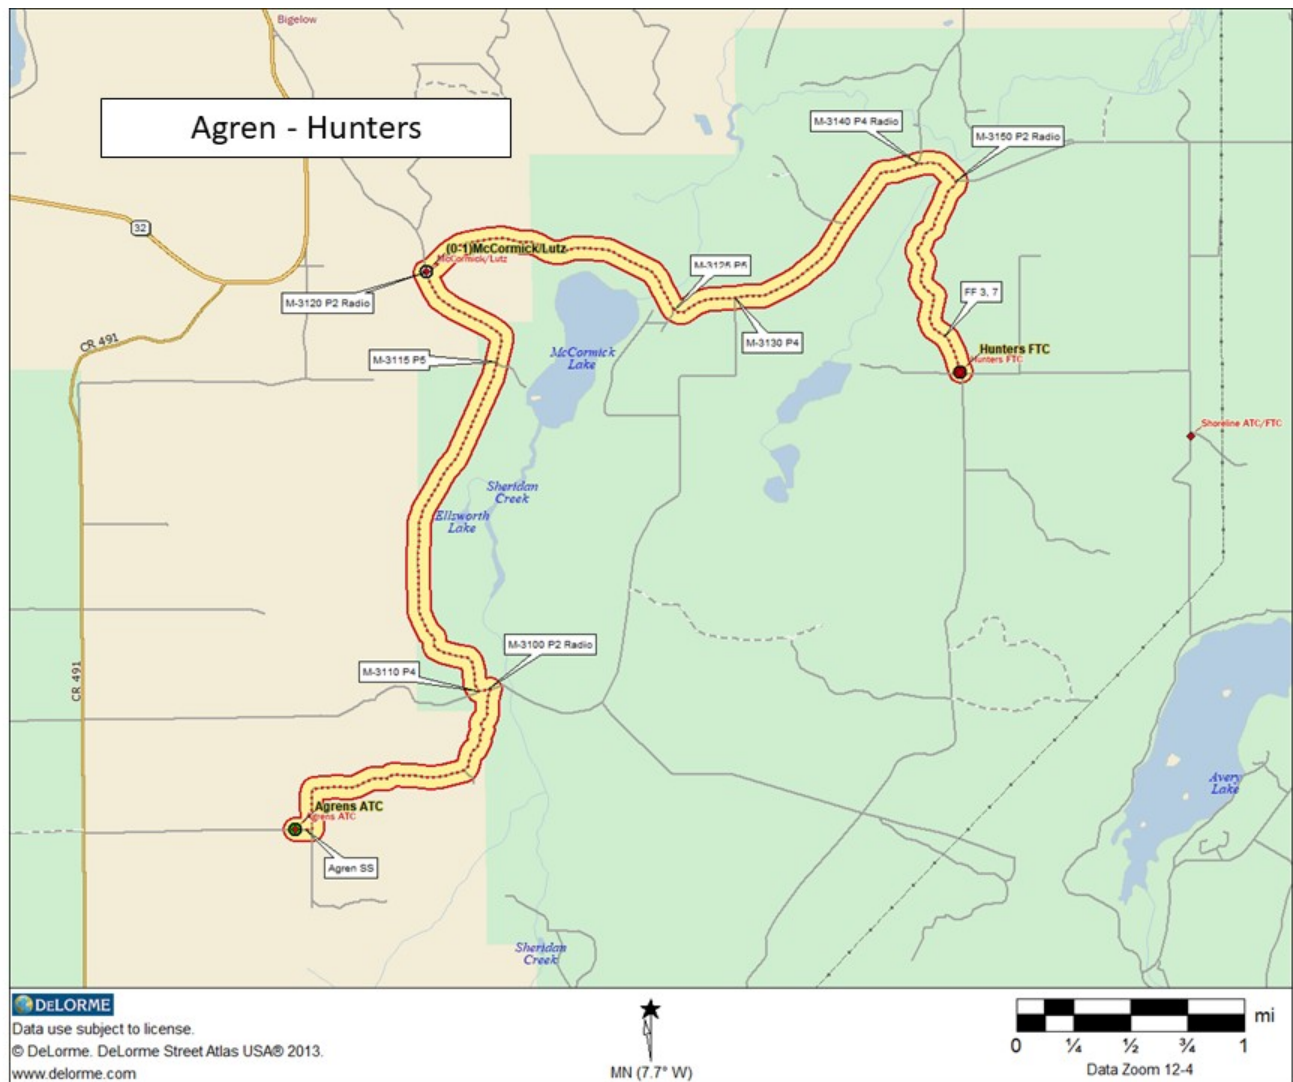 Bigelow
Agren - Hunters
M-3140 P4 Radio
M-3150 P2 Radio
32
(0-1)McCormick/Lutz
McCormick/Lutz
M-3125 P5
M-3120 P2 Radio
FF 3, 7
CR 491
M-3130 P4
M-3115 P5
McCormick
Lake
Hunters FTC
Hunters FTC
Shoreline ATC/FTC
Sheridan
Creek
Ellsworth
Lake
M-3100 P2 Radio
M-3110 P4
CR 491
Avery
Lake
Agrens ATC
Agrens ATC
Agren SS
Sheridan
Creek
DELORME
Data use subject to license.
© DeLorme. DeLorme Street Atlas USA® 2013.
www.delorme.com
MN (7.7° W)
mi
0 ¼ ½ ¾ 1
Data Zoom 12-4